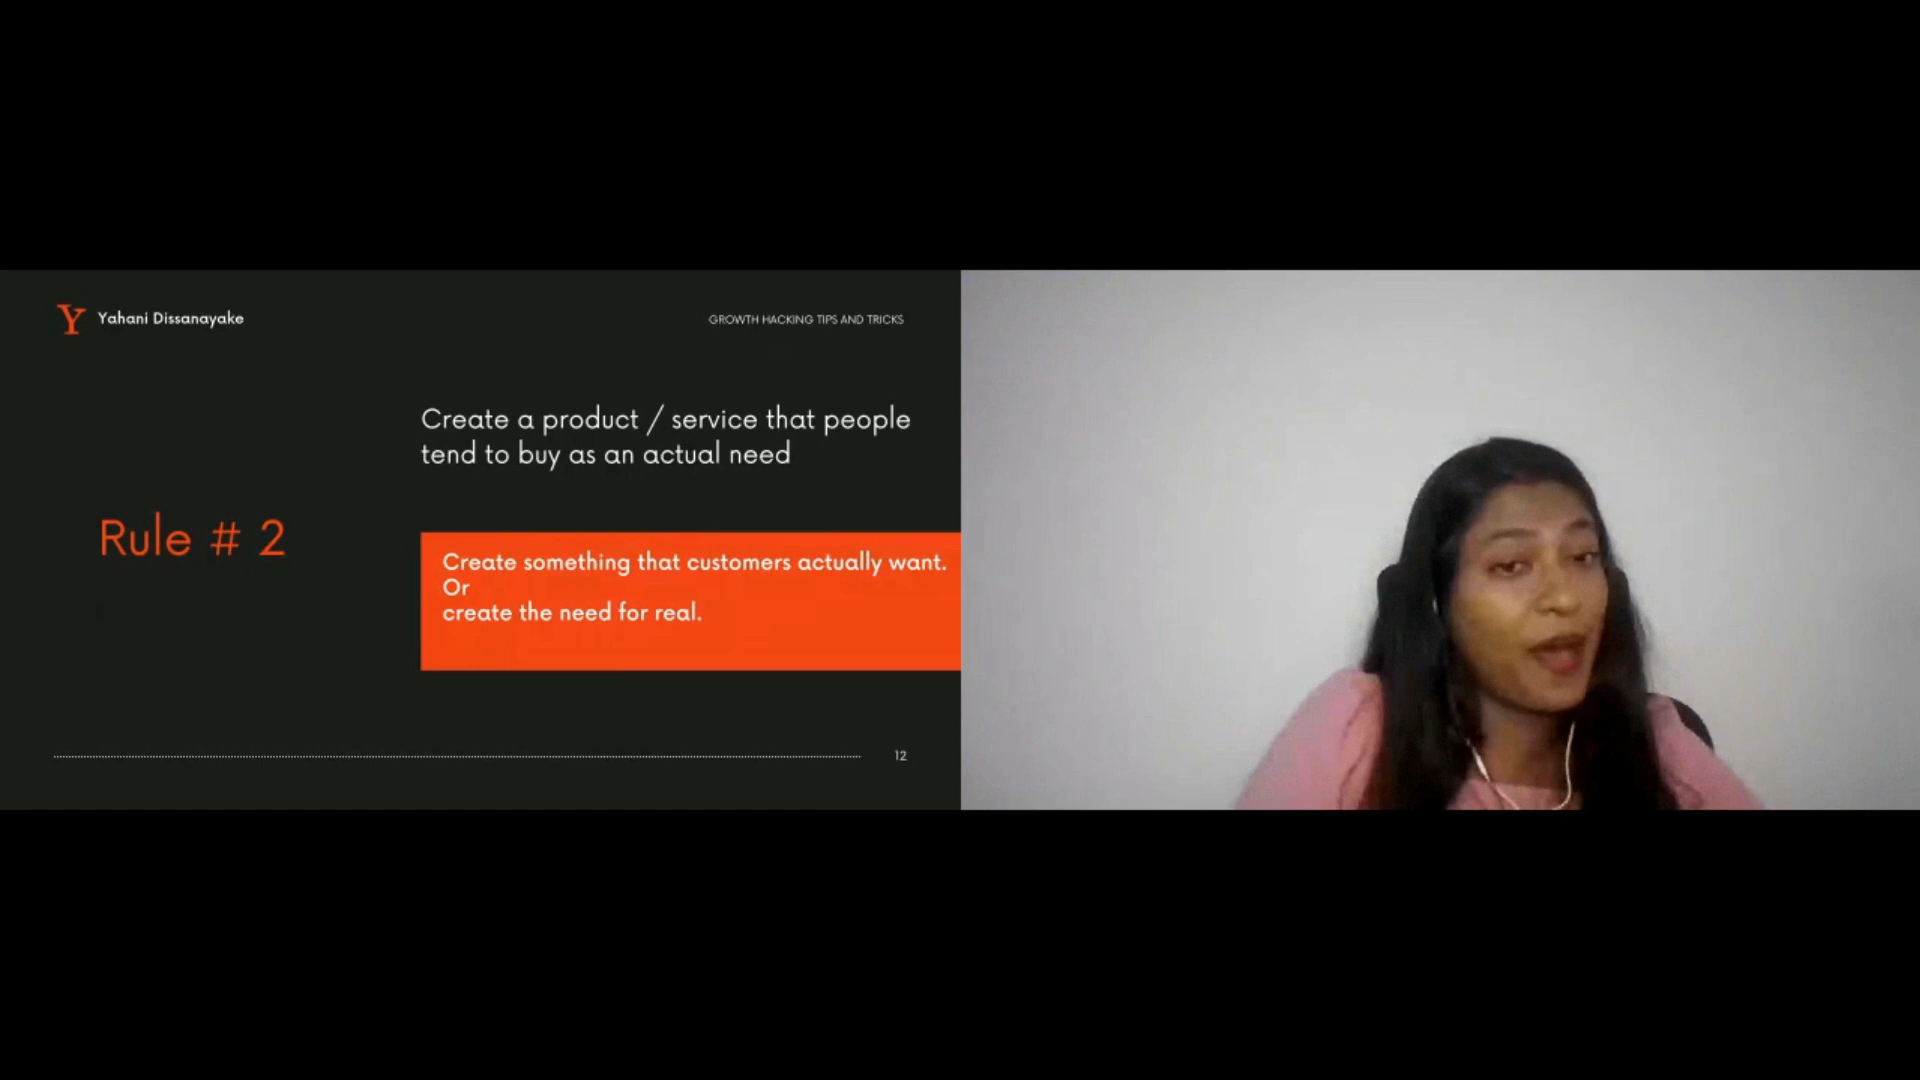 Y Yahani Dissanayake
GROWTH HACKING TIPS AND TRICKS
Create a product / service that people
tend to buy as an actual need
Rule # 2
Create something that customers actually want.
Or
create the need for real.
12